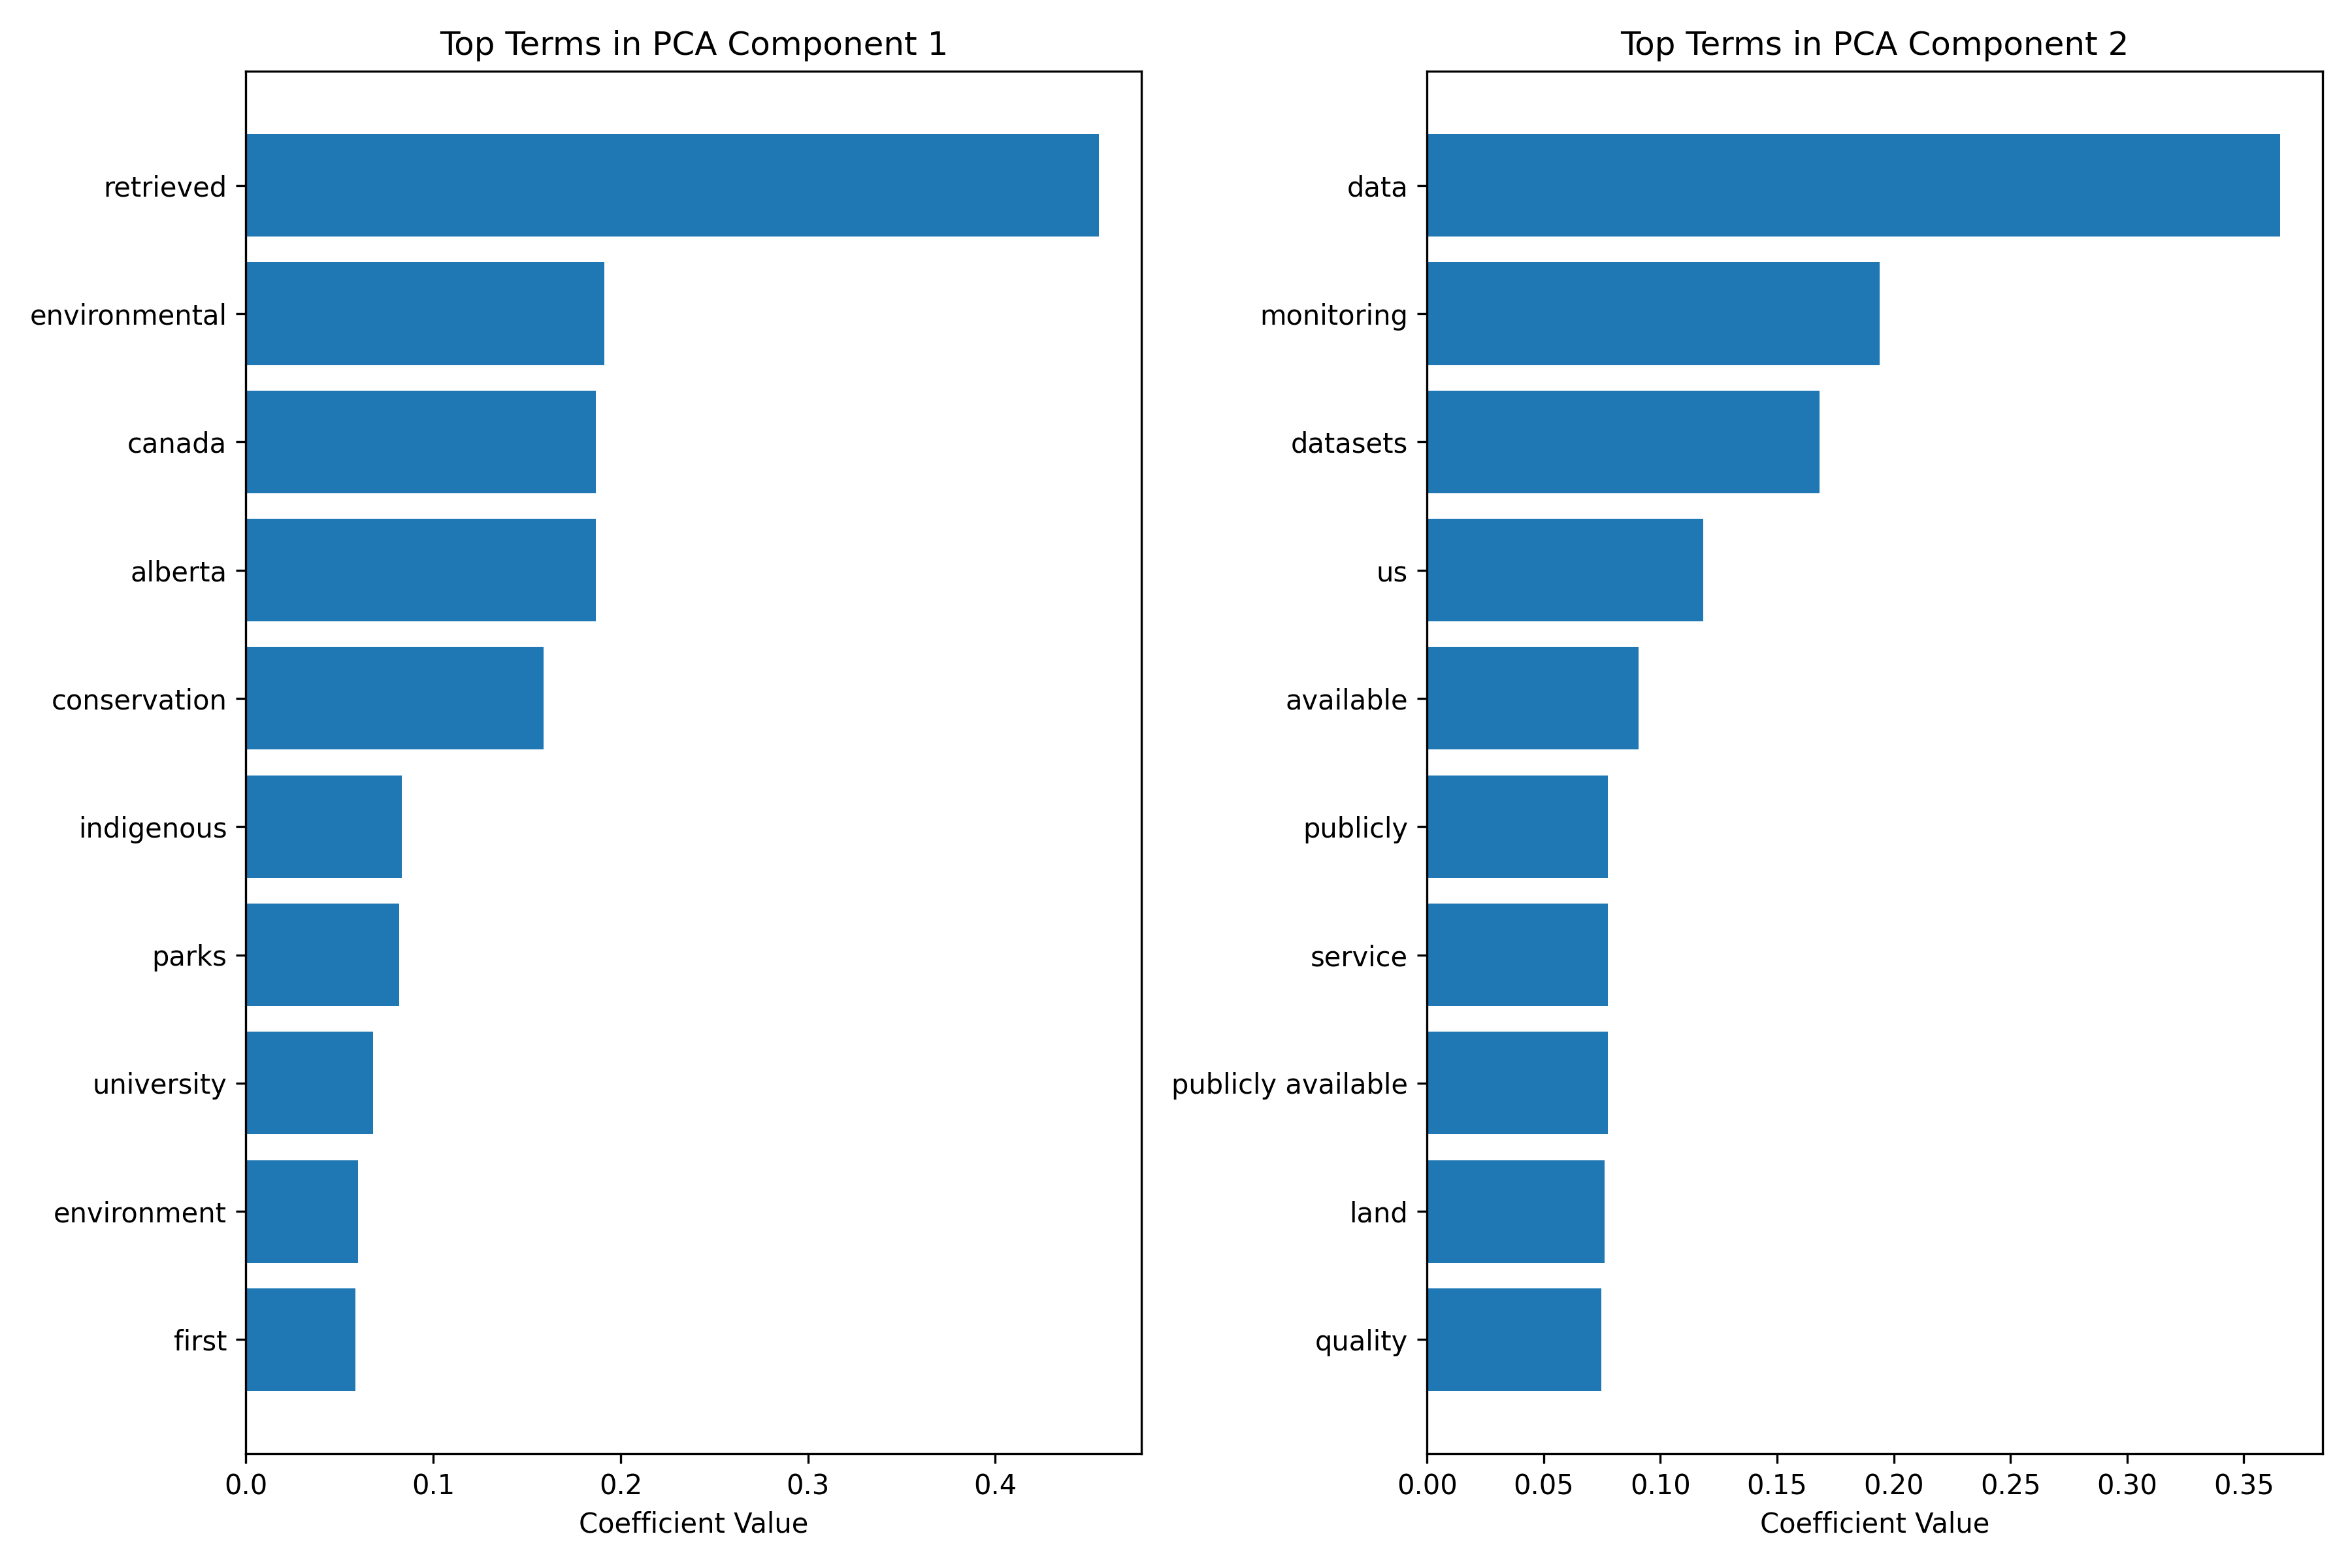 Top Terms in PCA Component 1
retrieved
environmental
canada
alberta
conservation
indigenous
parks
university
environment
first
0.0 0.1 0.2 0.3 0.4
Coefficient Value
Top Terms in PCA Component 2
data
monitoring
datasets
us
available
publicly
service
publicly available
land
quality
0.00 0.05 0.10 0.15 0.20 0.25 0.30 0.35
Coefficient Value